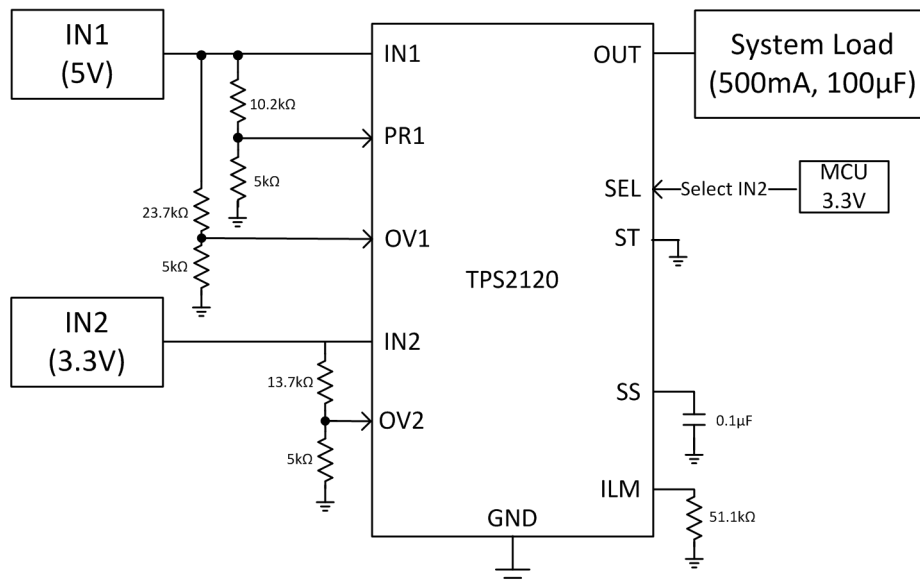 IN1
(5V)
IN1
OUT
System Load
(500mA, 100µF)
10.2kΩ
PR1
5kΩ
SEL
Select IN2
MCU
3.3V
23.7kΩ
OV1
ST
5kΩ
TPS2120
IN2
(3.3V)
IN2
13.7kΩ
OV2
5kΩ
SS
0.1µF
ILM
51.1kΩ
GND